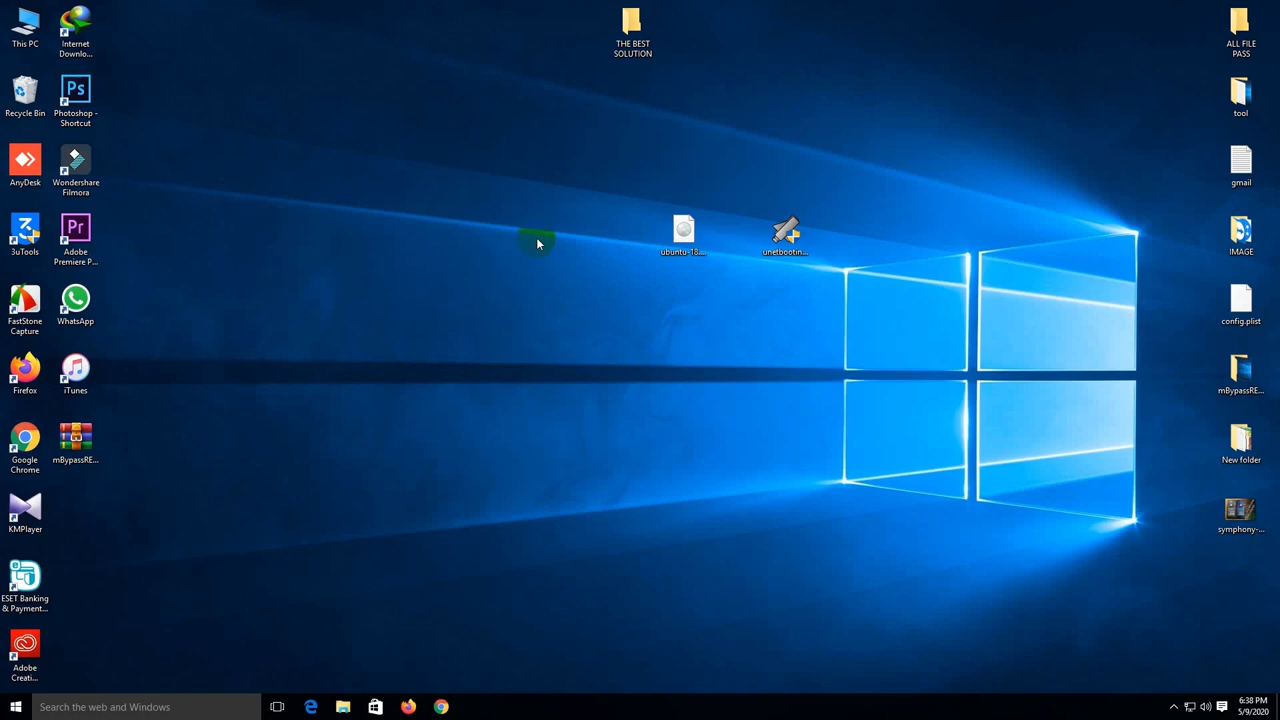 This PC
Internet
Downlo...
THE BEST
SOLUTION
ALL FILE
PASS
Recycle Bin
Photoshop -
Shortcut
tool
AnyDesk
Wondershare
Filmora
gmail
3uTools
Adobe
Premiere P...
ubuntu-18....
unetbootin...
IMAGE
FastStone
Capture
WhatsApp
config.plist
Firefox
iTunes
mBypassRE...
Google
Chrome
mBypassRE...
New folder
KMPlayer
symphony-...
ESET Banking
& Payment...
Adobe
Creati...
Search the web and Windows
6:38 PM
5/9/2020